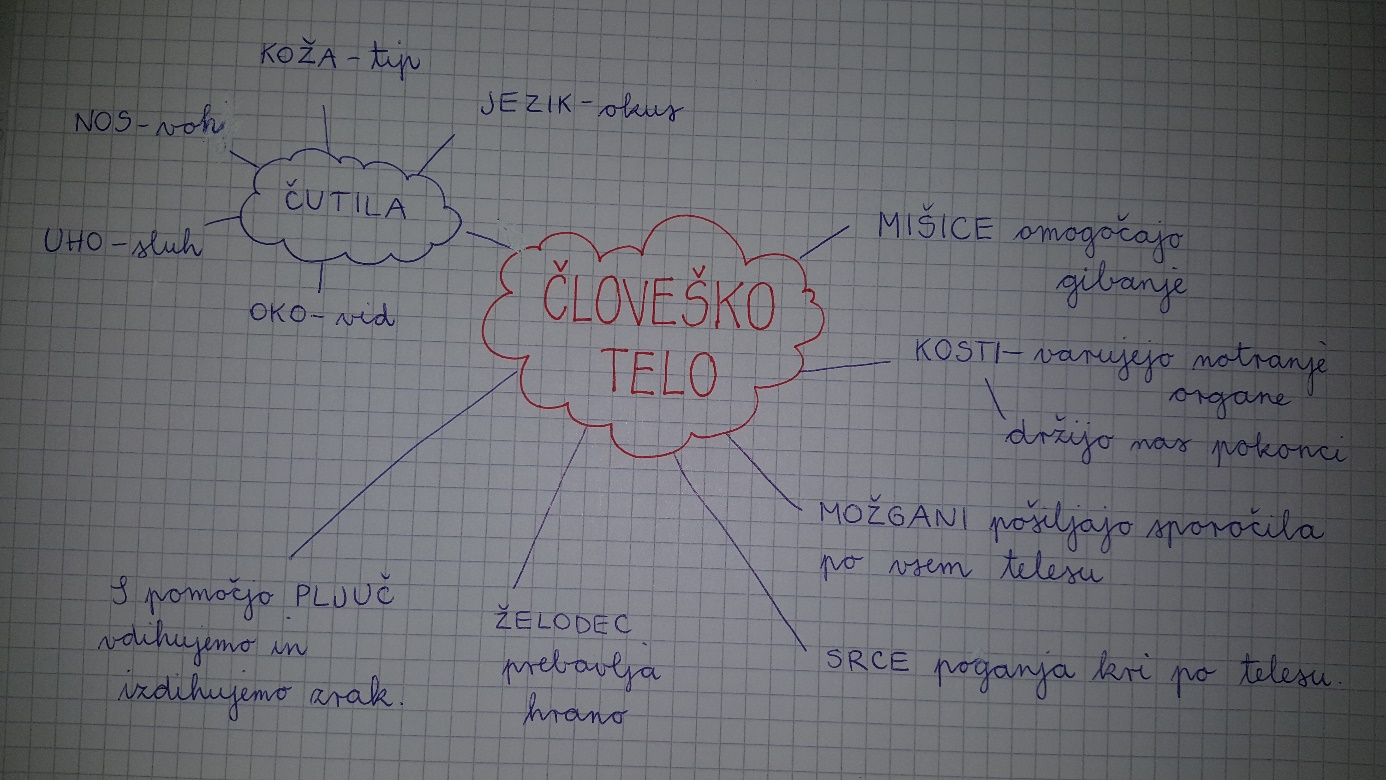 KOŽA - tip
JEZIK - okus
NOS - voh
ČUTILA
UHO - sluh
OKO - vid
ČLOVEŠKO
TELO
MIŠICE omogočajo
gibanje
KOSTI - varujejo notranje
organe
držijo nas pokonci
MOŽGANI pošiljajo sporočila
po vsem telesu
SRCE poganja kri po telesu.
ŽELODEC
prebavlja
hrano
S pomočjo PLJUČ
vdihujemo in
izdihujemo zrak.